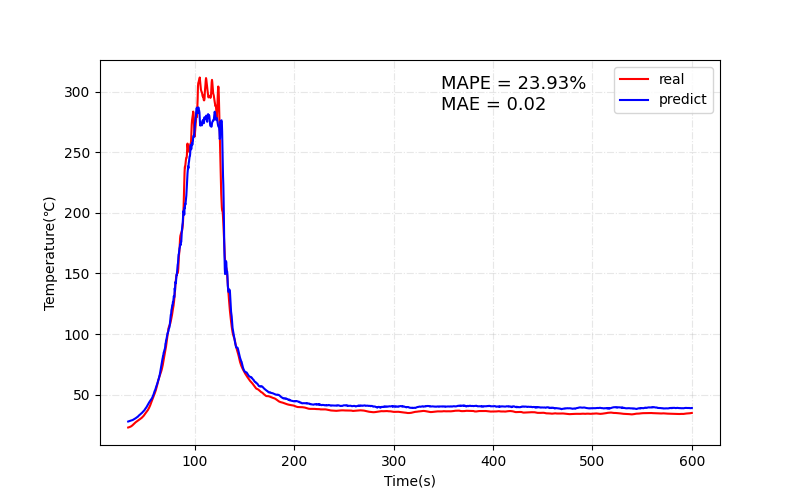 MAPE = 23.93%
MAE = 0.02
real
predict
Temperature(℃)
300
250
200
150
100
50
100
200
300
400
500
600
Time(s)